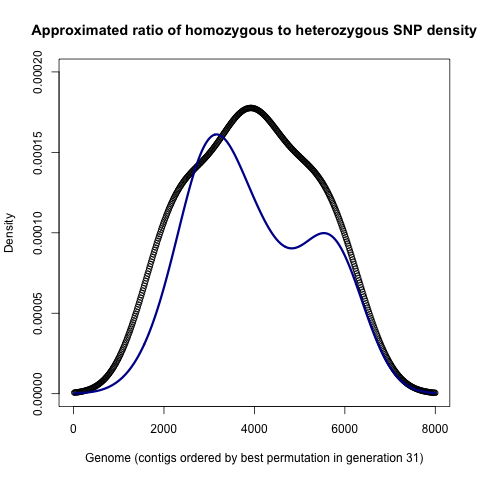 Approximated ratio of homozygous to heterozygous SNP density
0.00020
0.00015
0.00010
0.00005
0.00000
Density
0 2000 4000 6000 8000
Genome (contigs ordered by best permutation in generation 31)